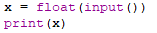 x = float(input())
print(x)